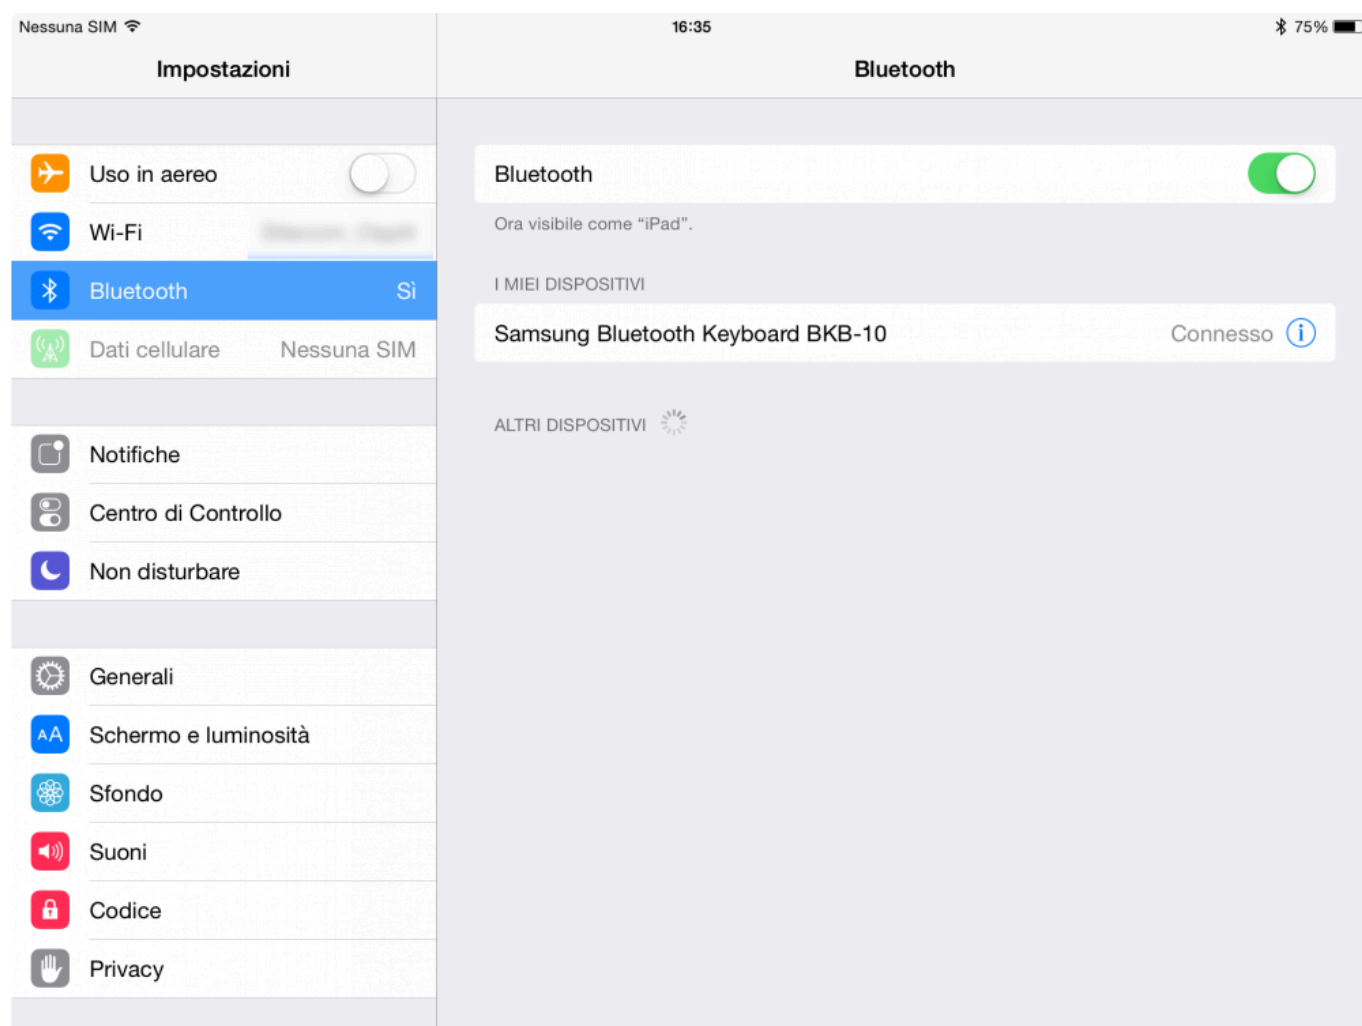 Nessuna SIM
16:35
75%
Impostazioni
Bluetooth
Uso in aereo
Wi-Fi
Bluetooth Sì
Dati cellulare Nessuna SIM
Notifiche
Centro di Controllo
Non disturbare
Generali
AA Schermo e luminosità
Sfondo
Suoni
Codice
Privacy
Bluetooth
Ora visibile come “iPad”.
I MIEI DISPOSITIVI
Samsung Bluetooth Keyboard BKB-10 Connesso i
ALTRI DISPOSITIVI